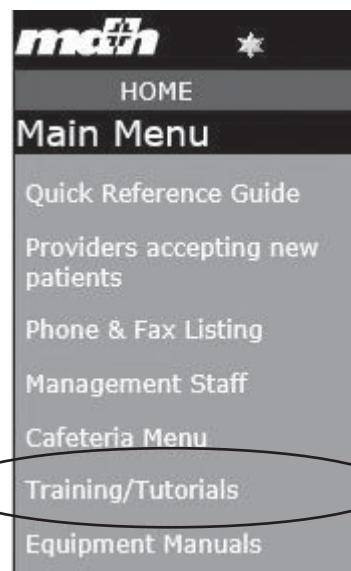 mdh
HOME
Main Menu
Quick Reference Guide
Providers accepting new
patients
Phone & Fax Listing
Management Staff
Cafeteria Menu
Training/Tutorials
Equipment Manuals